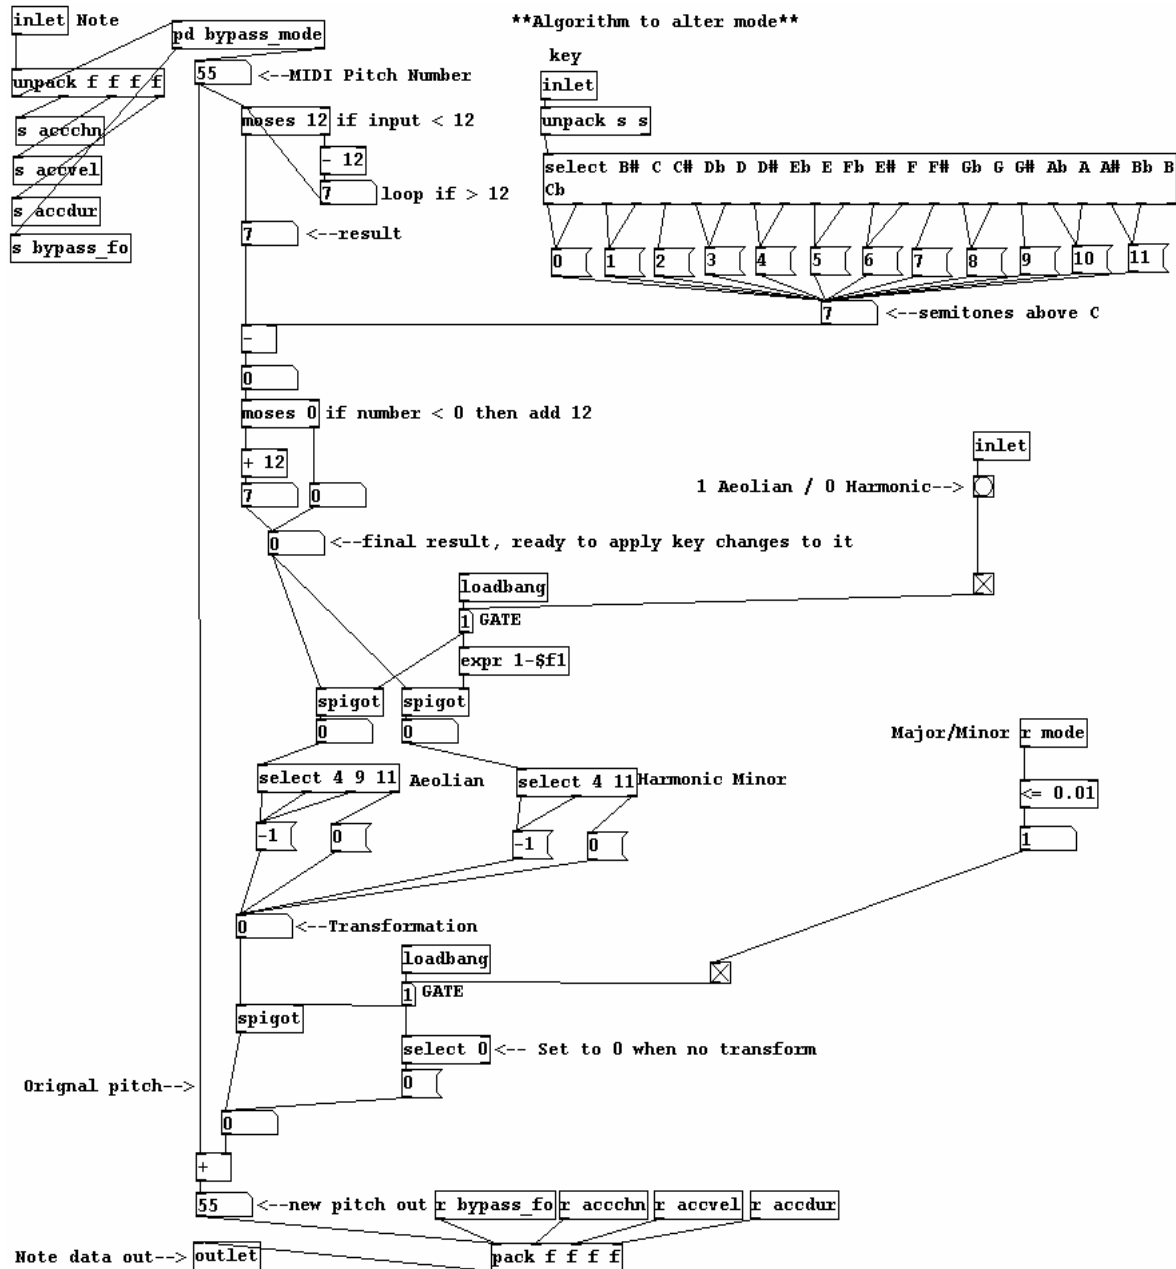 inlet Note
pd bypass_mode
**Algorithm to alter mode**
key
unpack f f f f
55 <--MIDI Pitch Number
inlet
moses 12 if input < 12
unpack s s
s accchn
- 12
select B# C C# Db D D# Eb E Fb E# F F# Gb G G# Ab A A# Bb B
Cb
s accvel
7 loop if > 12
s accdur
7 <--result
s bypass_fo
0 1 2 3 4 5 6 7 8 9 10 11
7 <--semitones above C
-
0
moses 0 if number < 0 then add 12
inlet
+ 12
7 0
1 Aeolian / 0 Harmonic-->
0 <--final result, ready to apply key changes to it
loadbang
1 GATE
expr 1-$f1
spigot spigot
0 0
Major/Minor r mode
select 4 9 11 Aeolian
select 4 11 Harmonic Minor
<= 0.01
-1 0
-1 0
1
0 <--Transformation
loadbang
1 GATE
spigot
select 0 <-- Set to 0 when no transform
0
Orignal pitch-->
0
+
55 <--new pitch out r bypass_fo r accchn r accvel r accdur
Note data out--> outlet
pack f f f f